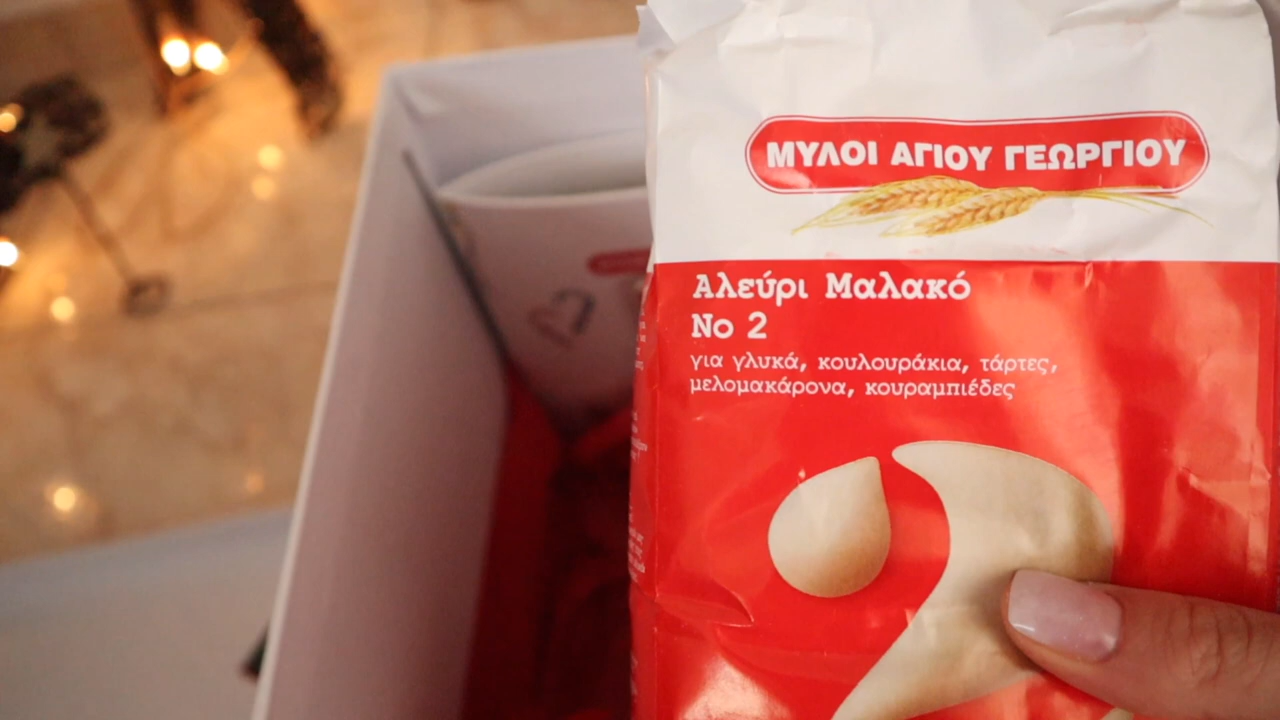 ΜΥΛΟΙ ΑΓΙΟΥ ΓΕΩΡΓΙΟΥ
Αλεύρι Μαλακό
Νο 2
για γλυκά, κουλουράκια, τάρτες,
μελομακάρονα, κουραμπιέδες